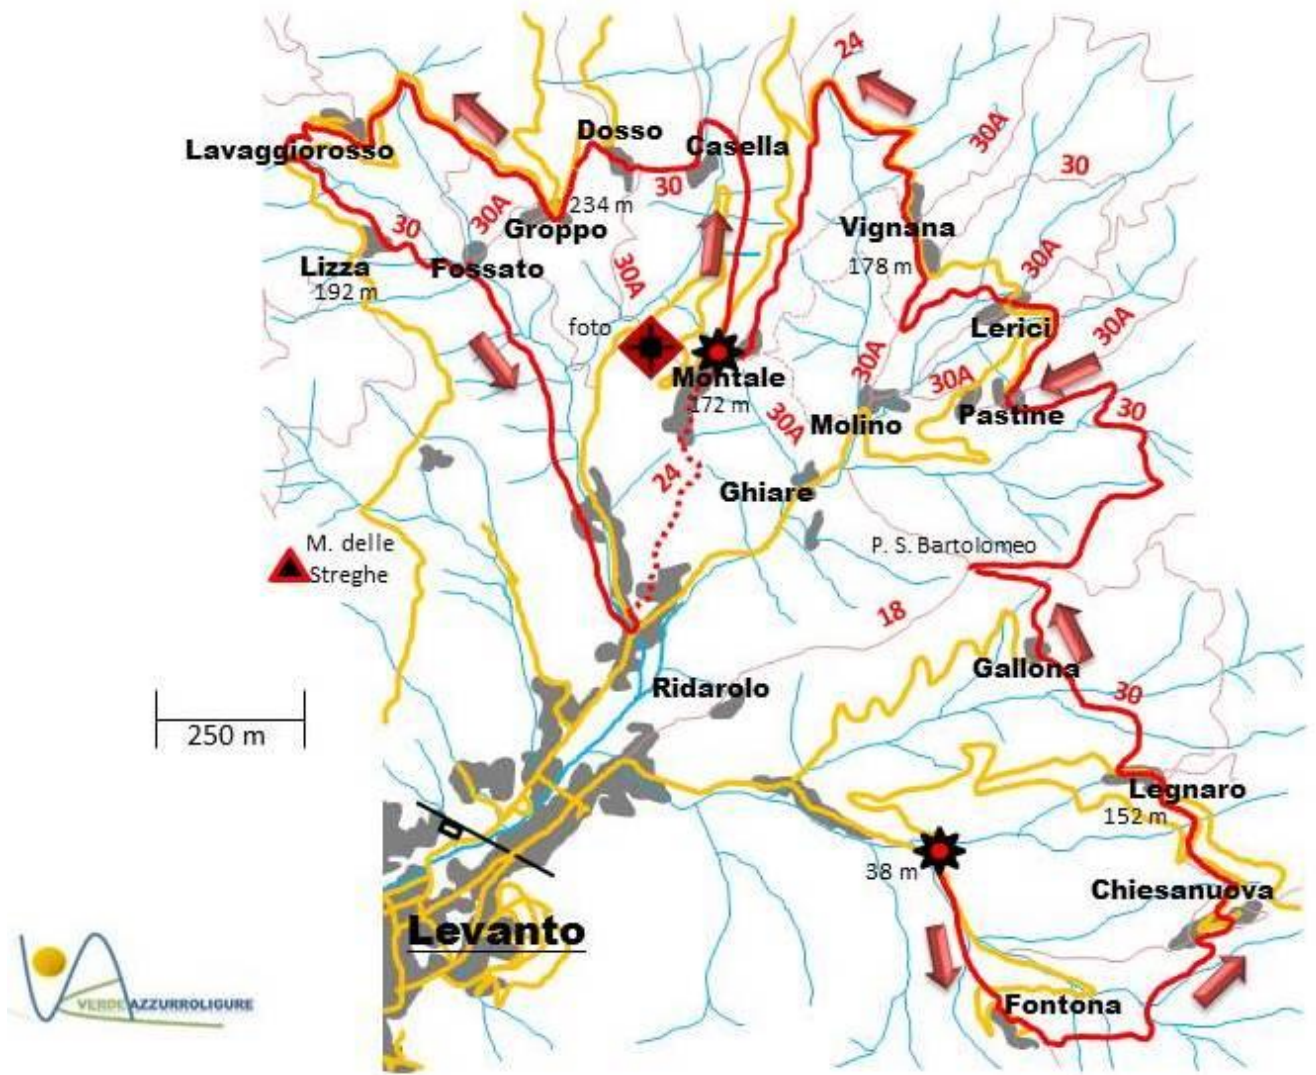 24
Dosso
Casella
30A
30
Lavaggiorosso
30
234 m
30A
Groppo
Vignana
30
178 m
30A
Lizza
192 m
Fossato
30A
foto
Lerici
30A
Montale
172 m
30A
30A
Pastine
30
30A
Molino
24
Ghiare
M. delle
Streghe
P. S. Bartolomeo
18
Gallona
Ridarolo
30
250 m
Legnaro
152 m
38 m
Chiesanuova
Levanto
Fontona
VERDEAZZURROLIGURE